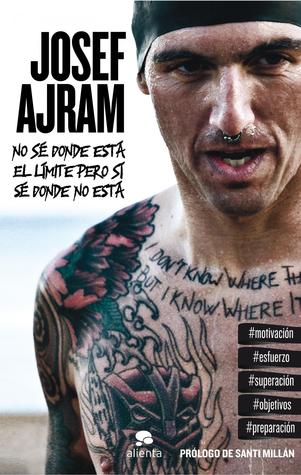 JOSEF
AJRAM
NO SÉ DONDE ESTÁ
EL LÍMITE PERO SÍ
SÉ DONDE NO ESTÁ
DON'T KNOW WHERE TH
BUT I KNOW WHERE I
#motivación
#esfuerzo
#superación
#objetivos
#preparación
alienta
PRÓLOGO DE SANTI MILLÁN